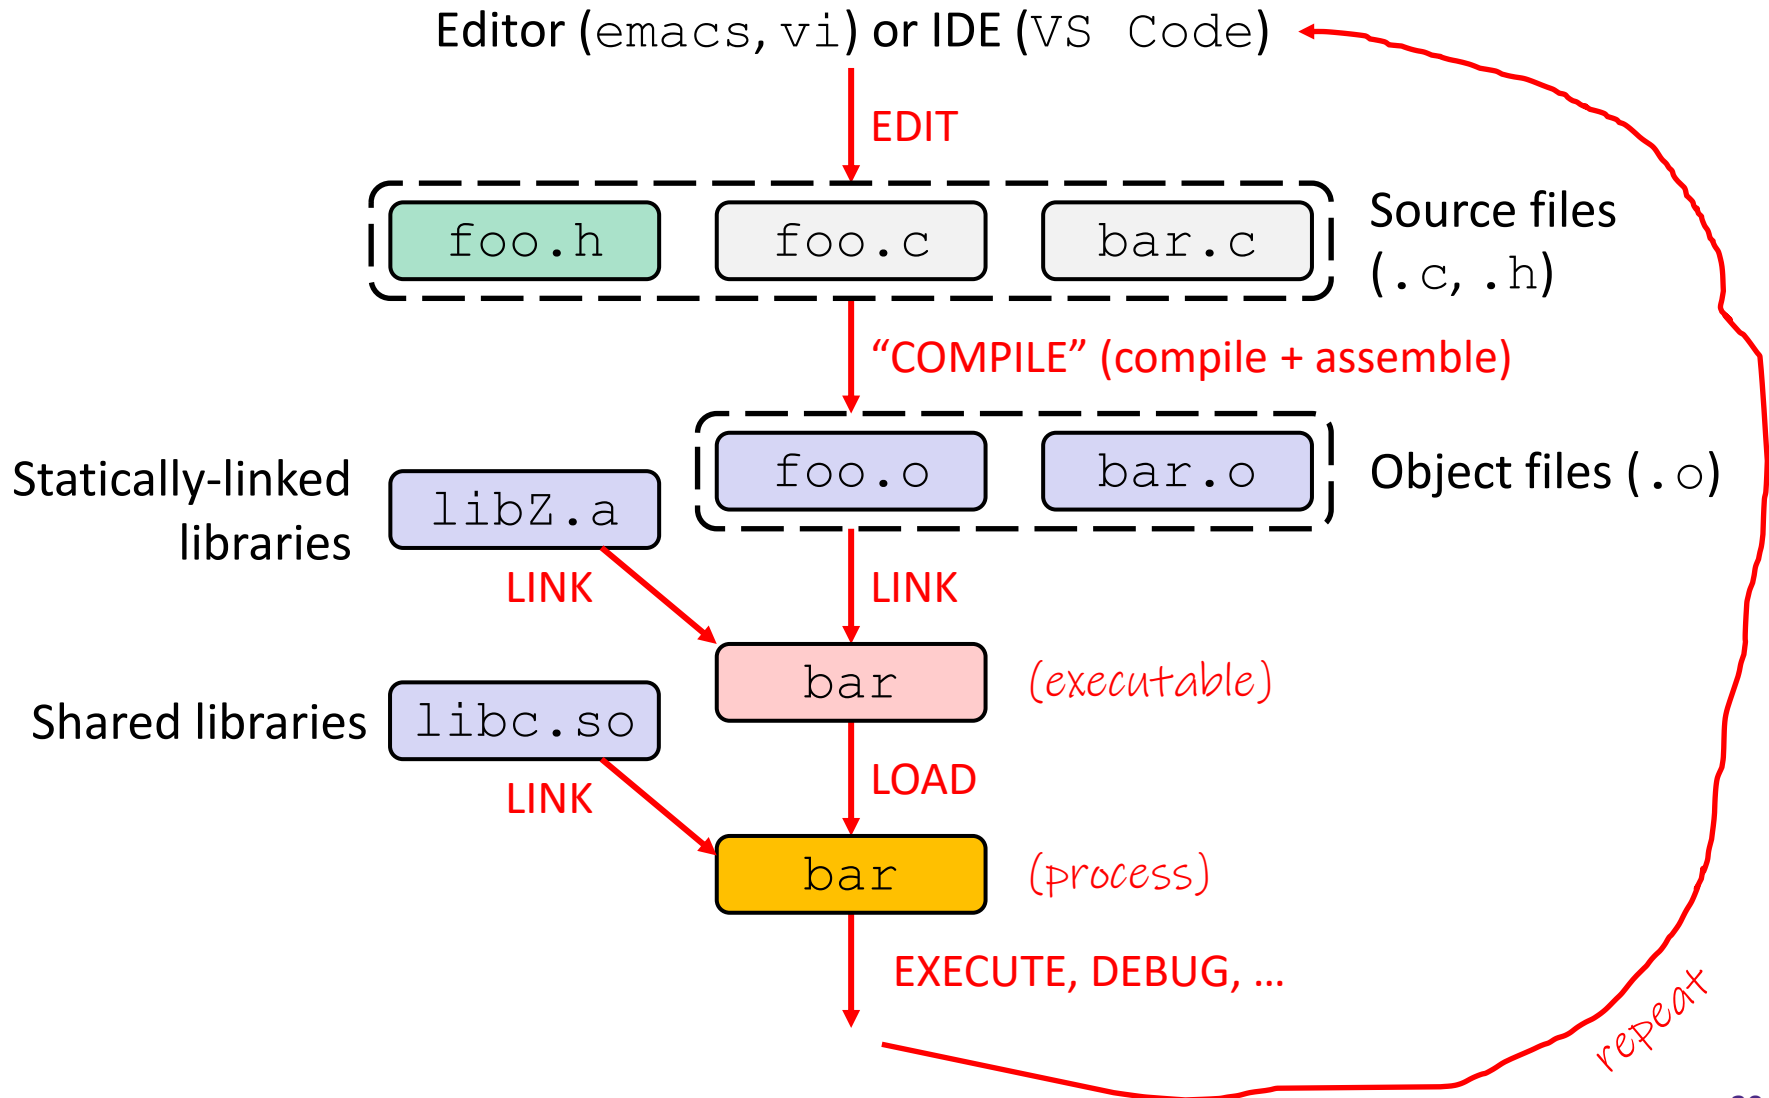 Editor (emacs, vi) or IDE (VS Code)
EDIT
foo.h
foo.c
bar.c
Source files
(.c, .h)
“COMPILE” (compile + assemble)
Statically-linked
libraries
libZ.a
foo.o
bar.o
Object files (.o)
LINK
LINK
bar
(executable)
Shared libraries
libc.so
LINK
LOAD
bar
(process)
EXECUTE, DEBUG, …
repeat